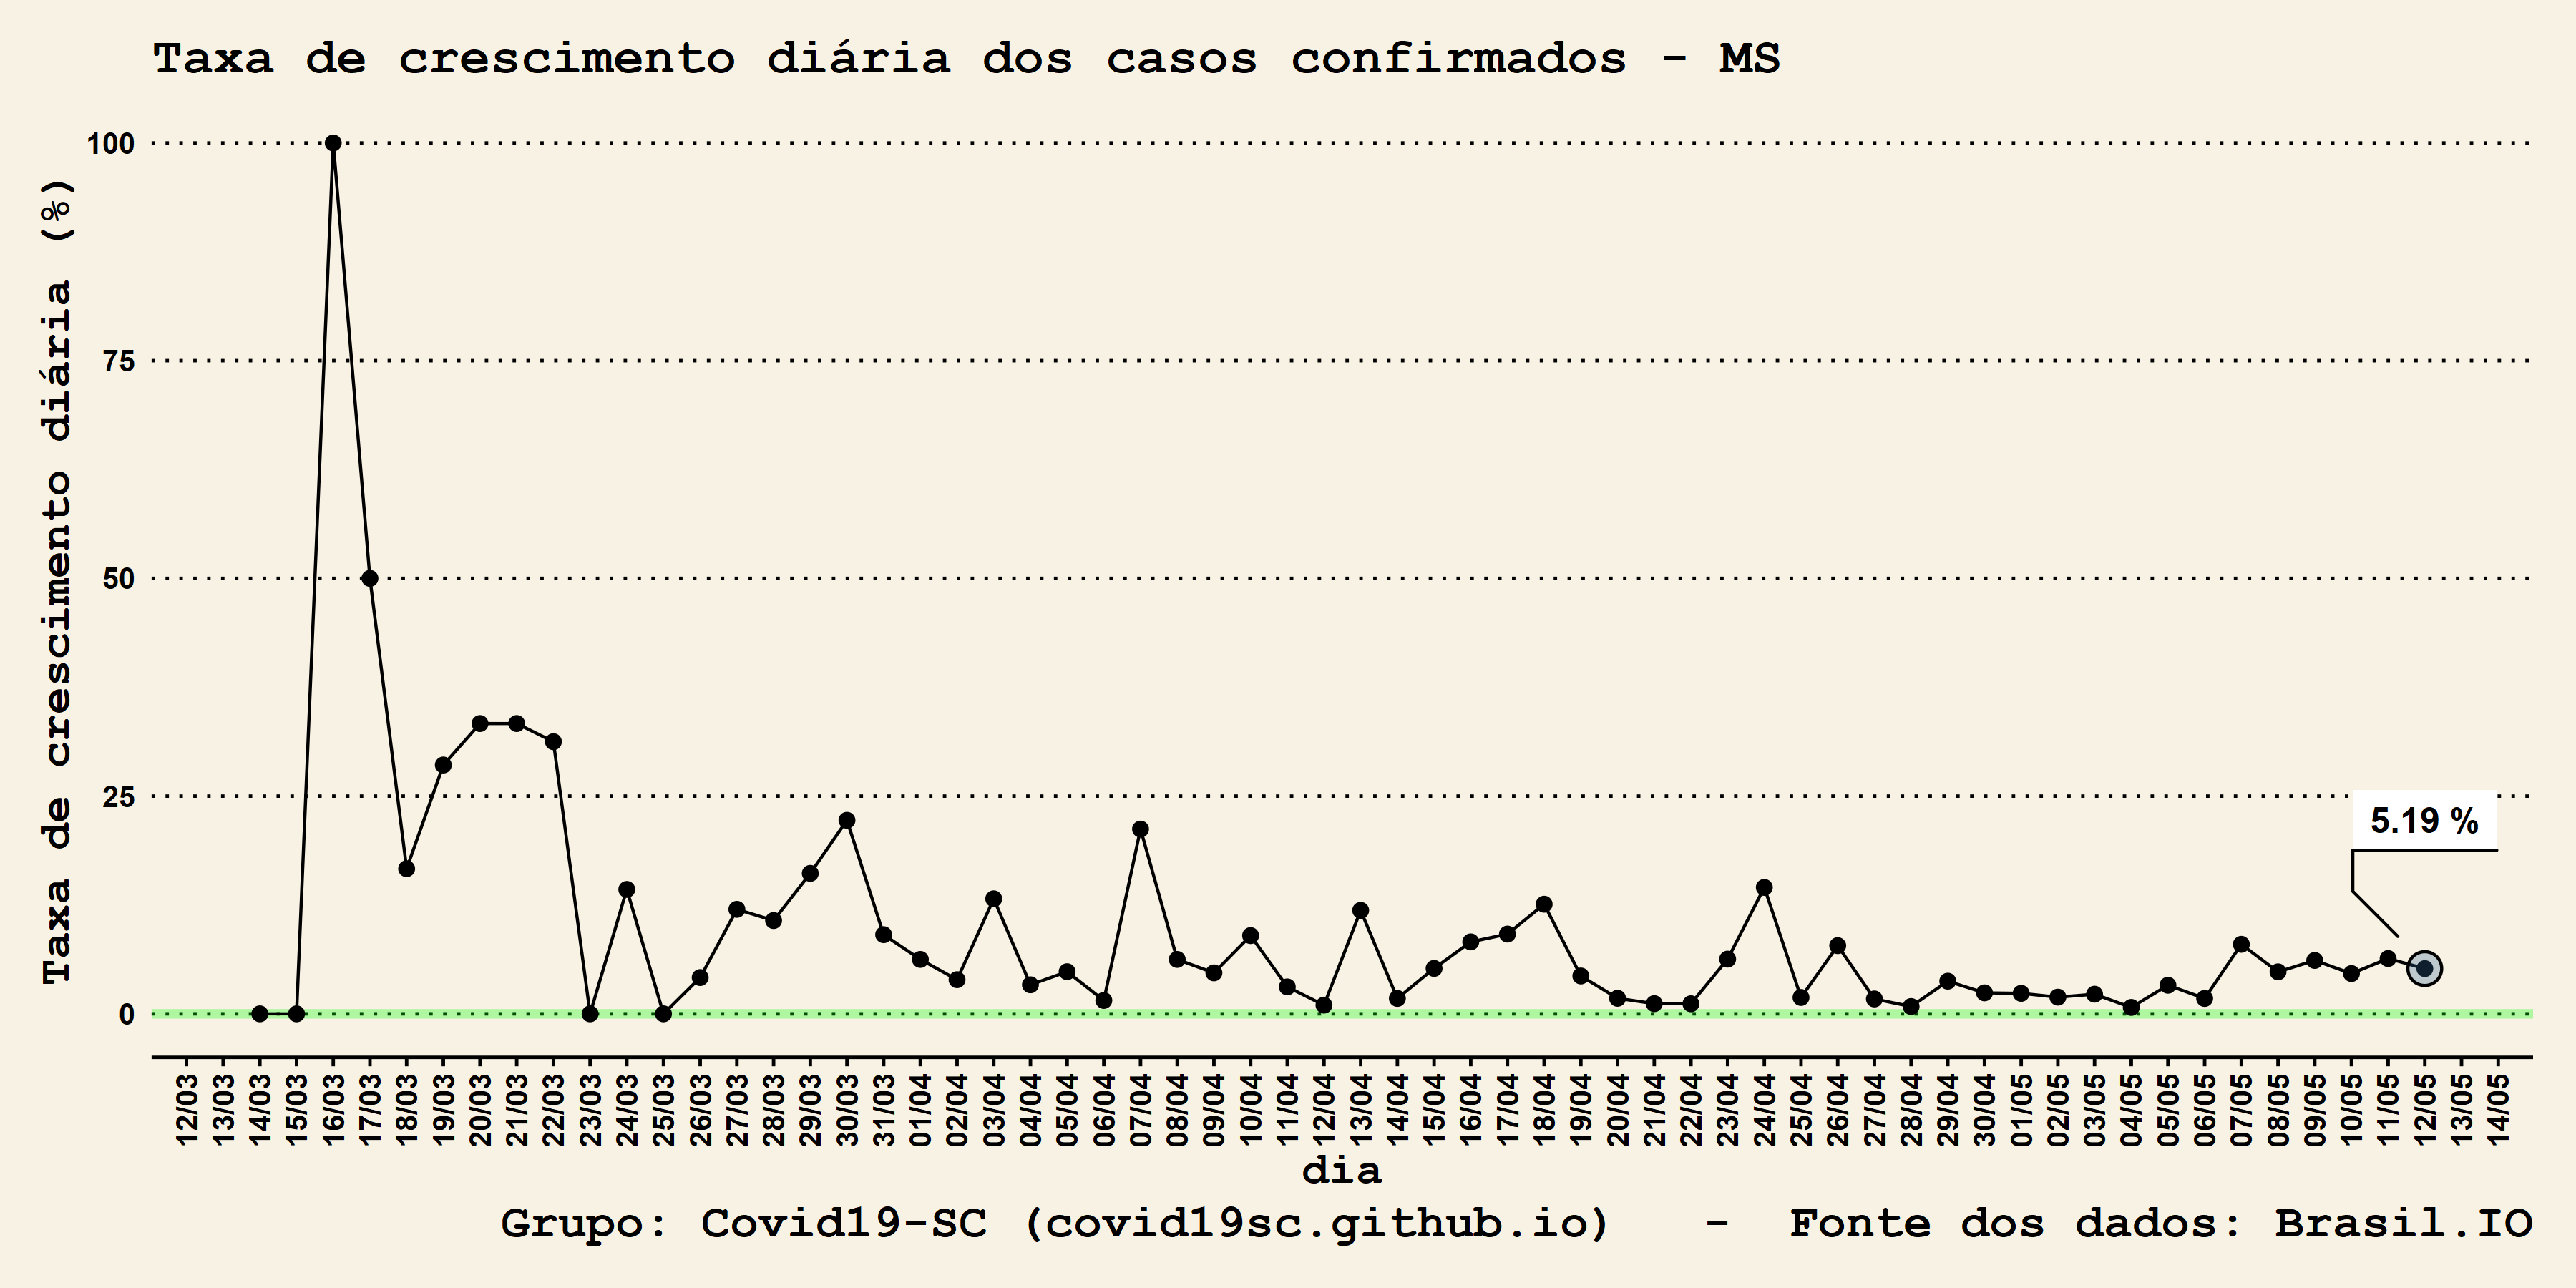 Taxa de crescimento diária dos casos confirmados - MS
Taxa de crescimento diária (%)
100
75
50
25
0
5.19 %
12/03 13/03 14/03 15/03 16/03 17/03 18/03 19/03 20/03 21/03 22/03 23/03 24/03 25/03 26/03 27/03 28/03 29/03 30/03 31/03 01/04 02/04 03/04 04/04 05/04 06/04 07/04 08/04 09/04 10/04 11/04 12/04 13/04 14/04 15/04 16/04 17/04 18/04 19/04 20/04 21/04 22/04 23/04 24/04 25/04 26/04 27/04 28/04 29/04 30/04 01/05 02/05 03/05 04/05 05/05 06/05 07/05 08/05 09/05 10/05 11/05 12/05 13/05 14/05
dia
Grupo: Covid19-SC (covid19sc.github.io) - Fonte dos dados: Brasil.IO